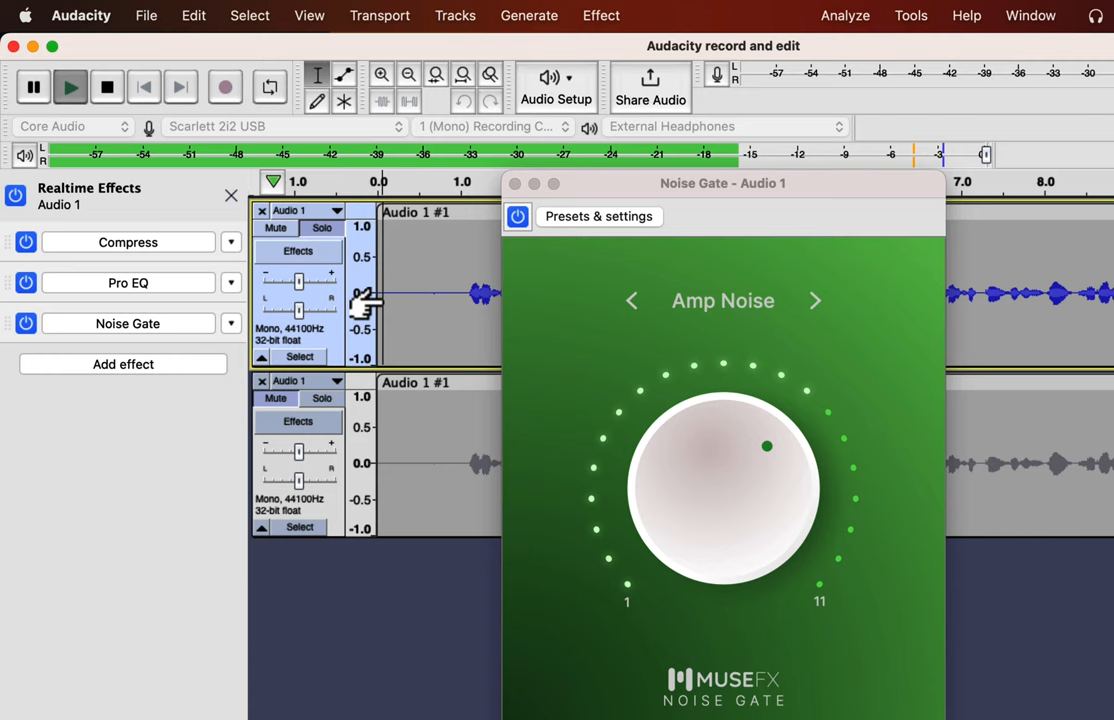 Audacity File Edit Select View Transport Tracks Generate Effect Analyze Tools Help Window
Audacity record and edit
Audio Setup
Share Audio
L
R
-57 -54 -51 -48 -45 -42 -39 -36 -33 -30
Core Audio
Scarlett 2i2 USB
1 (Mono) Recording C...
External Headphones
L
R
-57 -54 -51 -48 -45 -42 -39 -36 -33 -30 -27 -24 -21 -18 -15 -12 -9 -6 -3 0
Realtime Effects
Audio 1
Compress
Pro EQ
Noise Gate
Add effect
1.0 0.0 1.0 7.0 8.0
Audio 1
Audio 1 #1
Mute Solo
Effects
- +
L R
Mono, 44100Hz
32-bit float
Select
1.0
0.5
0.0
-0.5
-1.0
Audio 1
Audio 1 #1
Mute Solo
Effects
- +
L R
Mono, 44100Hz
32-bit float
Select
1.0
0.5
0.0
-0.5
-1.0
Noise Gate - Audio 1
Presets & settings
Amp Noise
1 11
MUSEFX
NOISE GATE